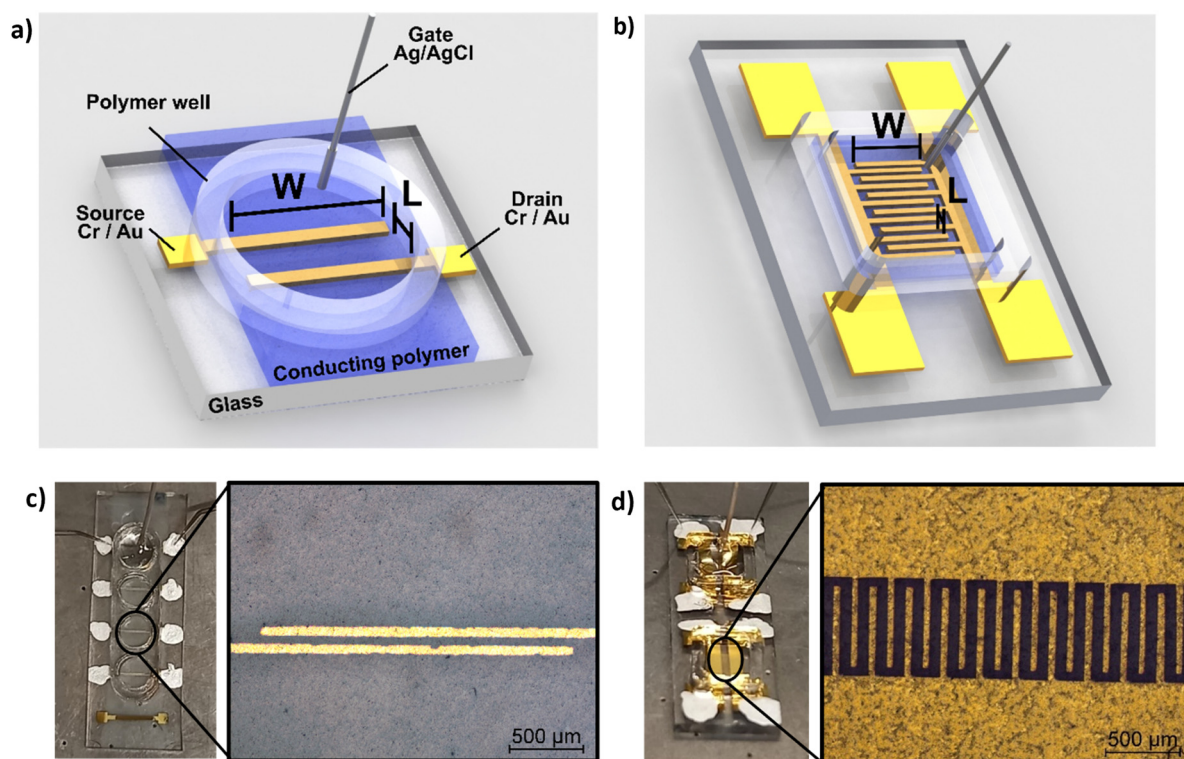 a)
Gate
Ag/AgCl
Polymer well
W
L
Source
Cr / Au
Drain
Cr / Au
Conducting polymer
Glass
b)
W
L
c)
500 µm
d)
500 µm